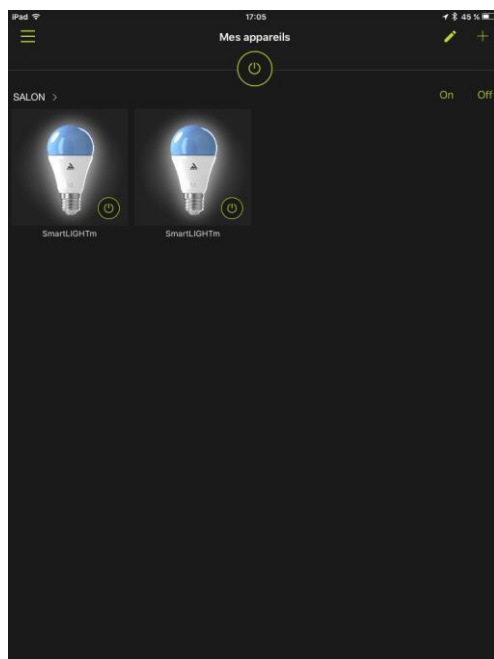 iPad 17:05 45 %
Mes appareils
SALON > On Off
SmartLIGHTm SmartLIGHTm